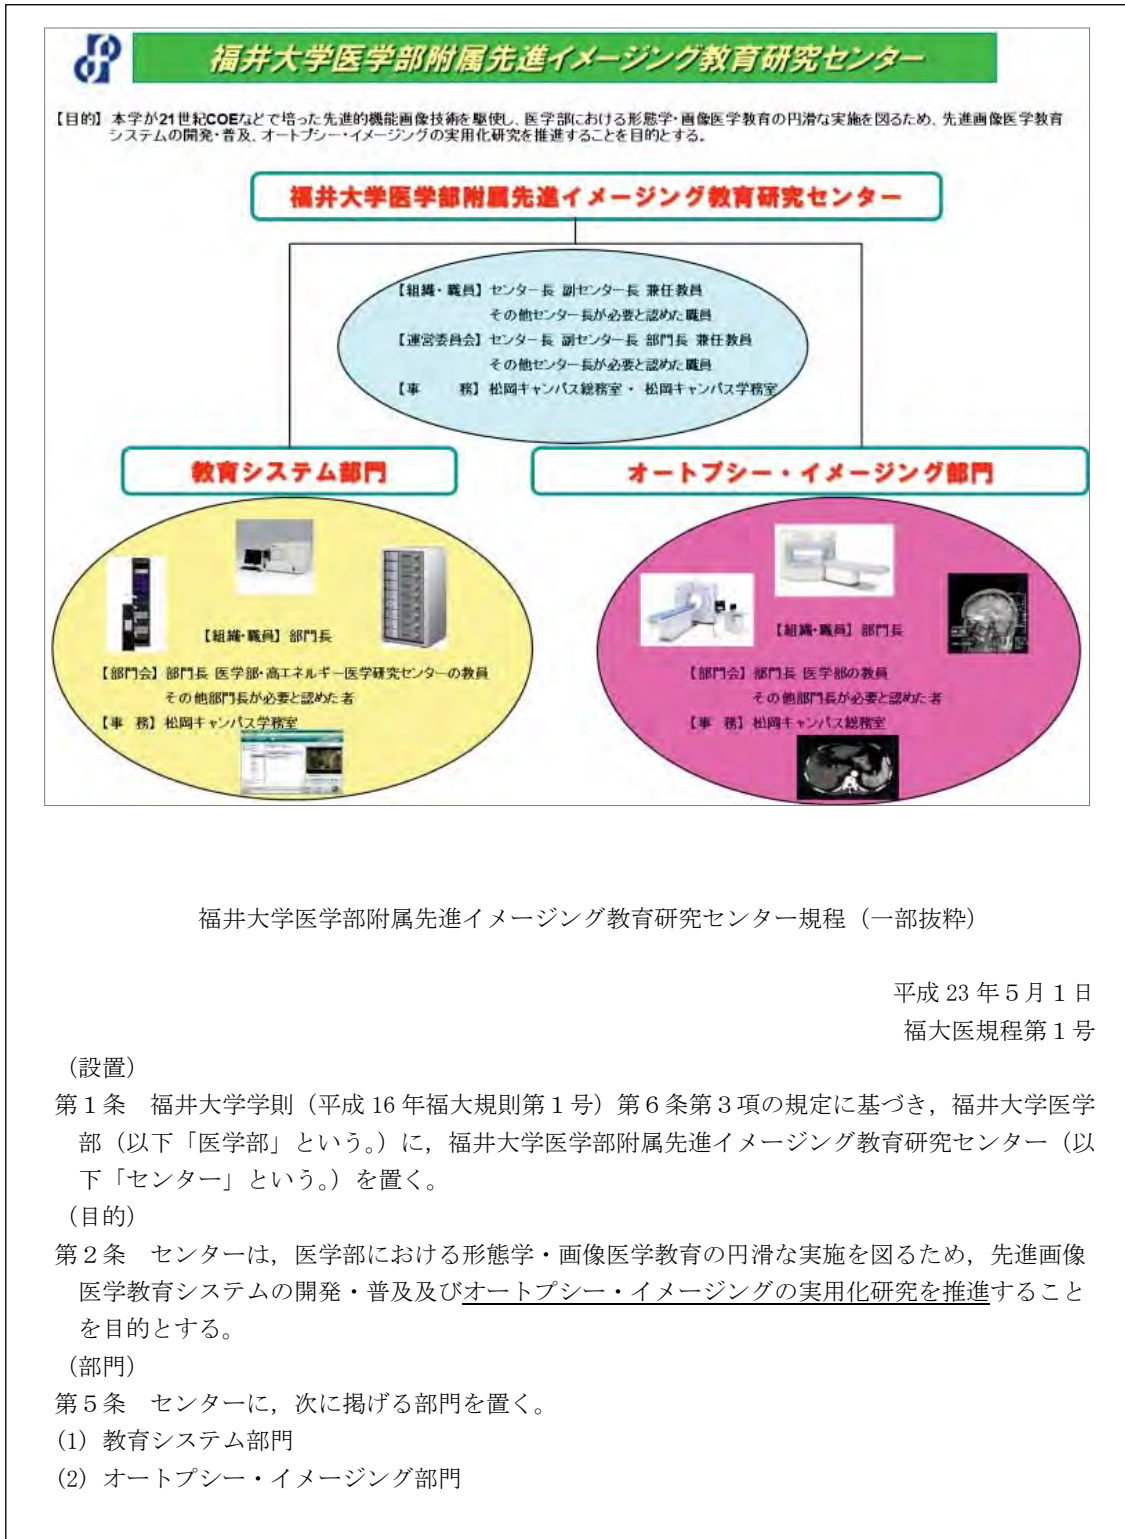 福井大学医学部附属先進イメージング教育研究センター
【目的】本学が21世紀COEなどで培った先進的機能画像技術を駆使し、医学部における形態学・画像医学教育の円滑な実施を図るため、先進画像医学教育
システムの開発・普及、オートプシー・イメージングの実用化研究を推進することを目的とする。
福井大学医学部附属先進イメージング教育研究センター
【組織・職員】センター長 副センター長 兼任教員
その他センター長が必要と認めた職員
【運営委員会】センター長 副センター長 部門長 兼任教員
その他センター長が必要と認めた職員
【事　務】松岡キャンパス総務室・松岡キャンパス学務室
教育システム部門
【組織・職員】部門長
【部門会】部門長 医学部・高エネルギー医学研究センターの教員
その他部門長が必要と認めた者
【事 務】松岡キャンパス学務室
オートプシー・イメージング部門
【組織・職員】部門長
【部門会】部門長 医学部の教員
その他部門長が必要と認めた者
【事 務】松岡キャンパス総務室
福井大学医学部附属先進イメージング教育研究センター規程（一部抜粋）
平成 23 年５月１日
福大医規程第１号
（設置）
第１条　福井大学学則（平成 16 年福大規則第１号）第６条第３項の規定に基づき，福井大学医学
部（以下「医学部」という。）に，福井大学医学部附属先進イメージング教育研究センター（以
下「センター」という。）を置く。
（目的）
第２条　センターは，医学部における形態学・画像医学教育の円滑な実施を図るため，先進画像
医学教育システムの開発・普及及びオートプシー・イメージングの実用化研究を推進すること
を目的とする。
（部門）
第５条　センターに，次に掲げる部門を置く。
(1) 教育システム部門
(2) オートプシー・イメージング部門